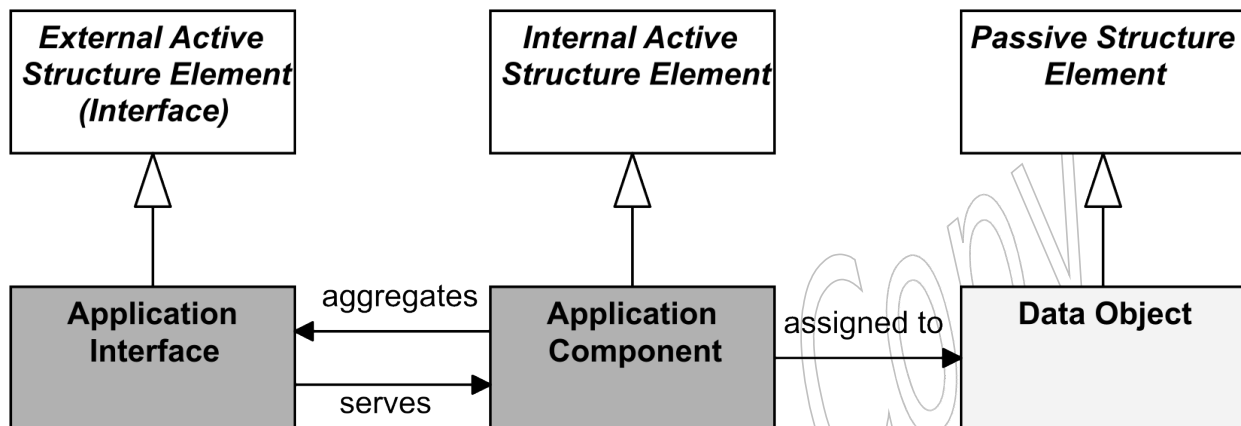 External Active
Structure Element
(Interface)
Internal Active
Structure Element
Passive Structure
Element
Application
Interface
aggregates
serves
Application
Component
assigned to
Data Object